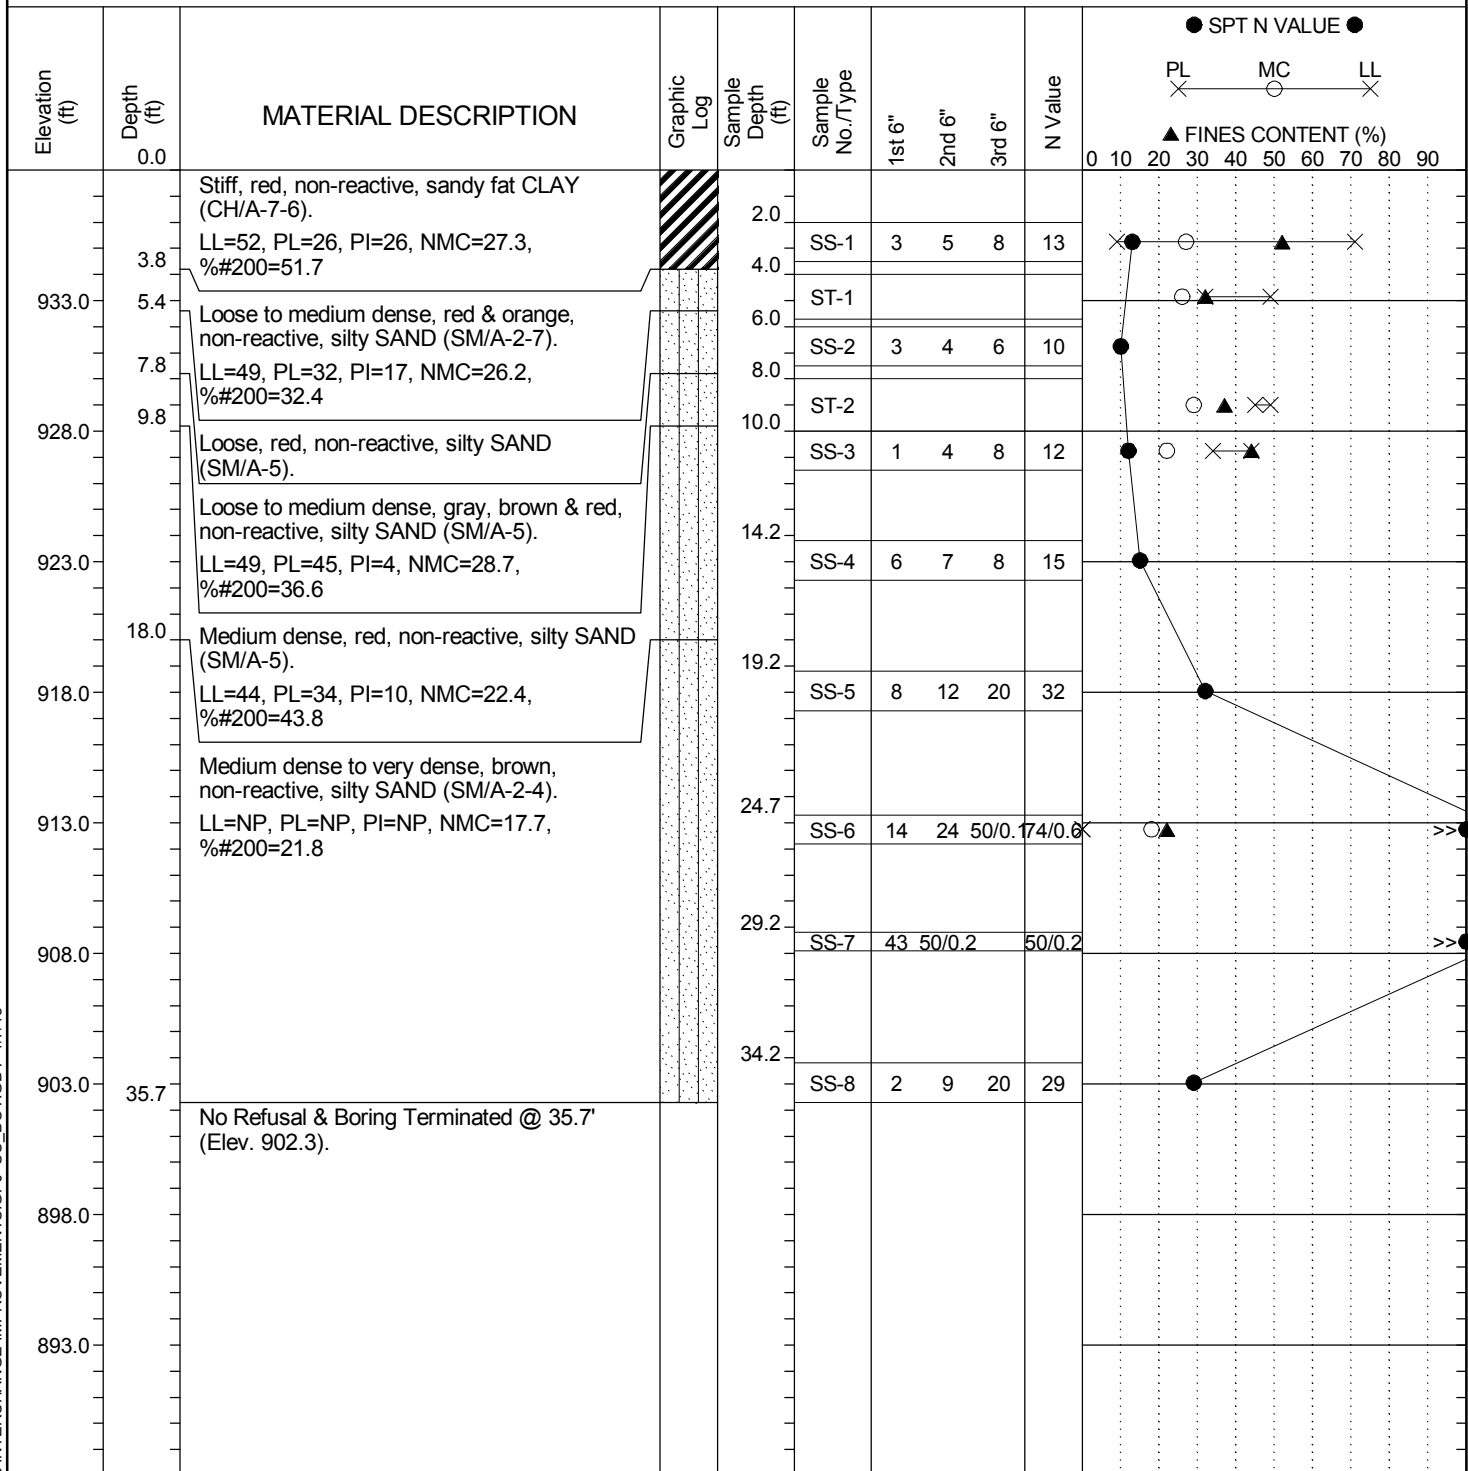 ● SPT N VALUE ●
PL MC LL
▲ FINES CONTENT (%)
0 10 20 30 40 50 60 70 80 90
Elevation (ft)
Depth (ft)
0.0
MATERIAL DESCRIPTION
Graphic Log
Sample Depth (ft)
Sample No./Type
1st 6"
2nd 6"
3rd 6"
N Value
Stiff, red, non-reactive, sandy fat CLAY
(CH/A-7-6).
2.0
LL=52, PL=26, PI=26, NMC=27.3,
%#200=51.7
SS-1 3 5 8 13
3.8
4.0
933.0
5.4
ST-1
Loose to medium dense, red & orange,
non-reactive, silty SAND (SM/A-2-7).
6.0
SS-2 3 4 6 10
7.8
LL=49, PL=32, PI=17, NMC=26.2,
%#200=32.4
8.0
ST-2
9.8
10.0
928.0
Loose, red, non-reactive, silty SAND
(SM/A-5).
SS-3 1 4 8 12
Loose to medium dense, gray, brown & red,
non-reactive, silty SAND (SM/A-5).
14.2
923.0
LL=49, PL=45, PI=4, NMC=28.7,
%#200=36.6
SS-4 6 7 8 15
18.0
Medium dense, red, non-reactive, silty SAND
(SM/A-5).
19.2
918.0
LL=44, PL=34, PI=10, NMC=22.4,
%#200=43.8
SS-5 8 12 20 32
Medium dense to very dense, brown,
non-reactive, silty SAND (SM/A-2-4).
24.7
913.0
LL=NP, PL=NP, PI=NP, NMC=17.7,
%#200=21.8
SS-6 14 24 50/0.1 74/0.6 >>
29.2
SS-7 43 50/0.2 50/0.2 >>
908.0
34.2
903.0
35.7
SS-8 2 9 20 29
No Refusal & Boring Terminated @ 35.7'
(Elev. 902.3).
898.0
893.0